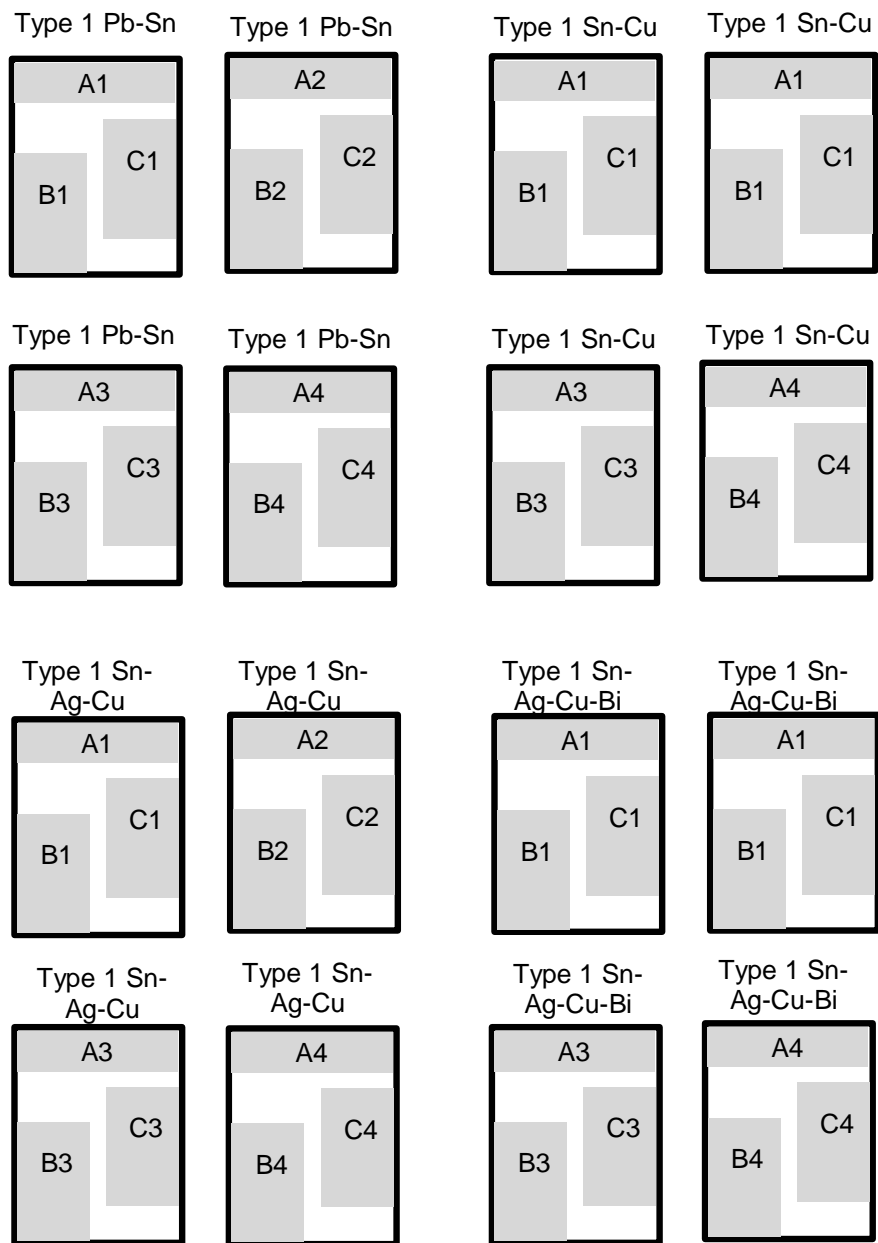 Type 1 Pb-Sn
A1
C1
B1
Type 1 Pb-Sn
A2
C2
B2
Type 1 Sn-Cu
A1
C1
B1
Type 1 Sn-Cu
A1
C1
B1
Type 1 Pb-Sn
A3
C3
B3
Type 1 Pb-Sn
A4
C4
B4
Type 1 Sn-Cu
A3
C3
B3
Type 1 Sn-Cu
A4
C4
B4
Type 1 Sn-
Ag-Cu
A1
C1
B1
Type 1 Sn-
Ag-Cu
A2
C2
B2
Type 1 Sn-
Ag-Cu-Bi
A1
C1
B1
Type 1 Sn-
Ag-Cu-Bi
A1
C1
B1
Type 1 Sn-
Ag-Cu
A3
C3
B3
Type 1 Sn-
Ag-Cu
A4
C4
B4
Type 1 Sn-
Ag-Cu-Bi
A3
C3
B3
Type 1 Sn-
Ag-Cu-Bi
A4
C4
B4